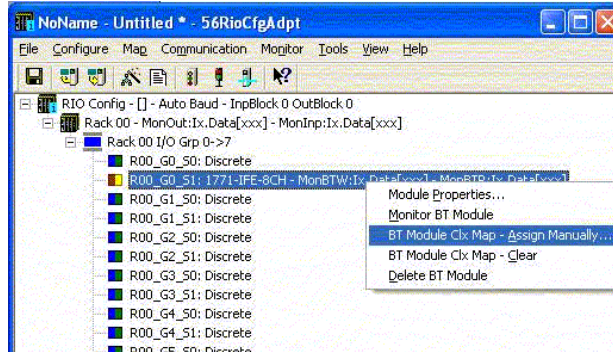 NoName - Untitled * - 56RioCfgAdpt
File Configure Map Communication Monitor Tools View Help
RIO Config - [] - Auto Baud - InpBlock 0 OutBlock 0
Rack 00 - MonOut:Ix.Data[xxx] - MonInp:Ix.Data[xxx]
Rack 00 I/O Grp 0->7
R00_G0_S0: Discrete
R00_G0_S1: 1771-IFE-8CH - MonBTW:Ix.Data[xxx] - MonBTR:Ix.Data[xxx]
R00_G1_S0: Discrete
R00_G1_S1: Discrete
R00_G2_S0: Discrete
R00_G2_S1: Discrete
R00_G3_S0: Discrete
R00_G3_S1: Discrete
R00_G4_S0: Discrete
R00_G4_S1: Discrete
R00_G5_S0: Discrete
Module Properties...
Monitor BT Module
BT Module Clx Map - Assign Manually...
BT Module Clx Map - Clear
Delete BT Module